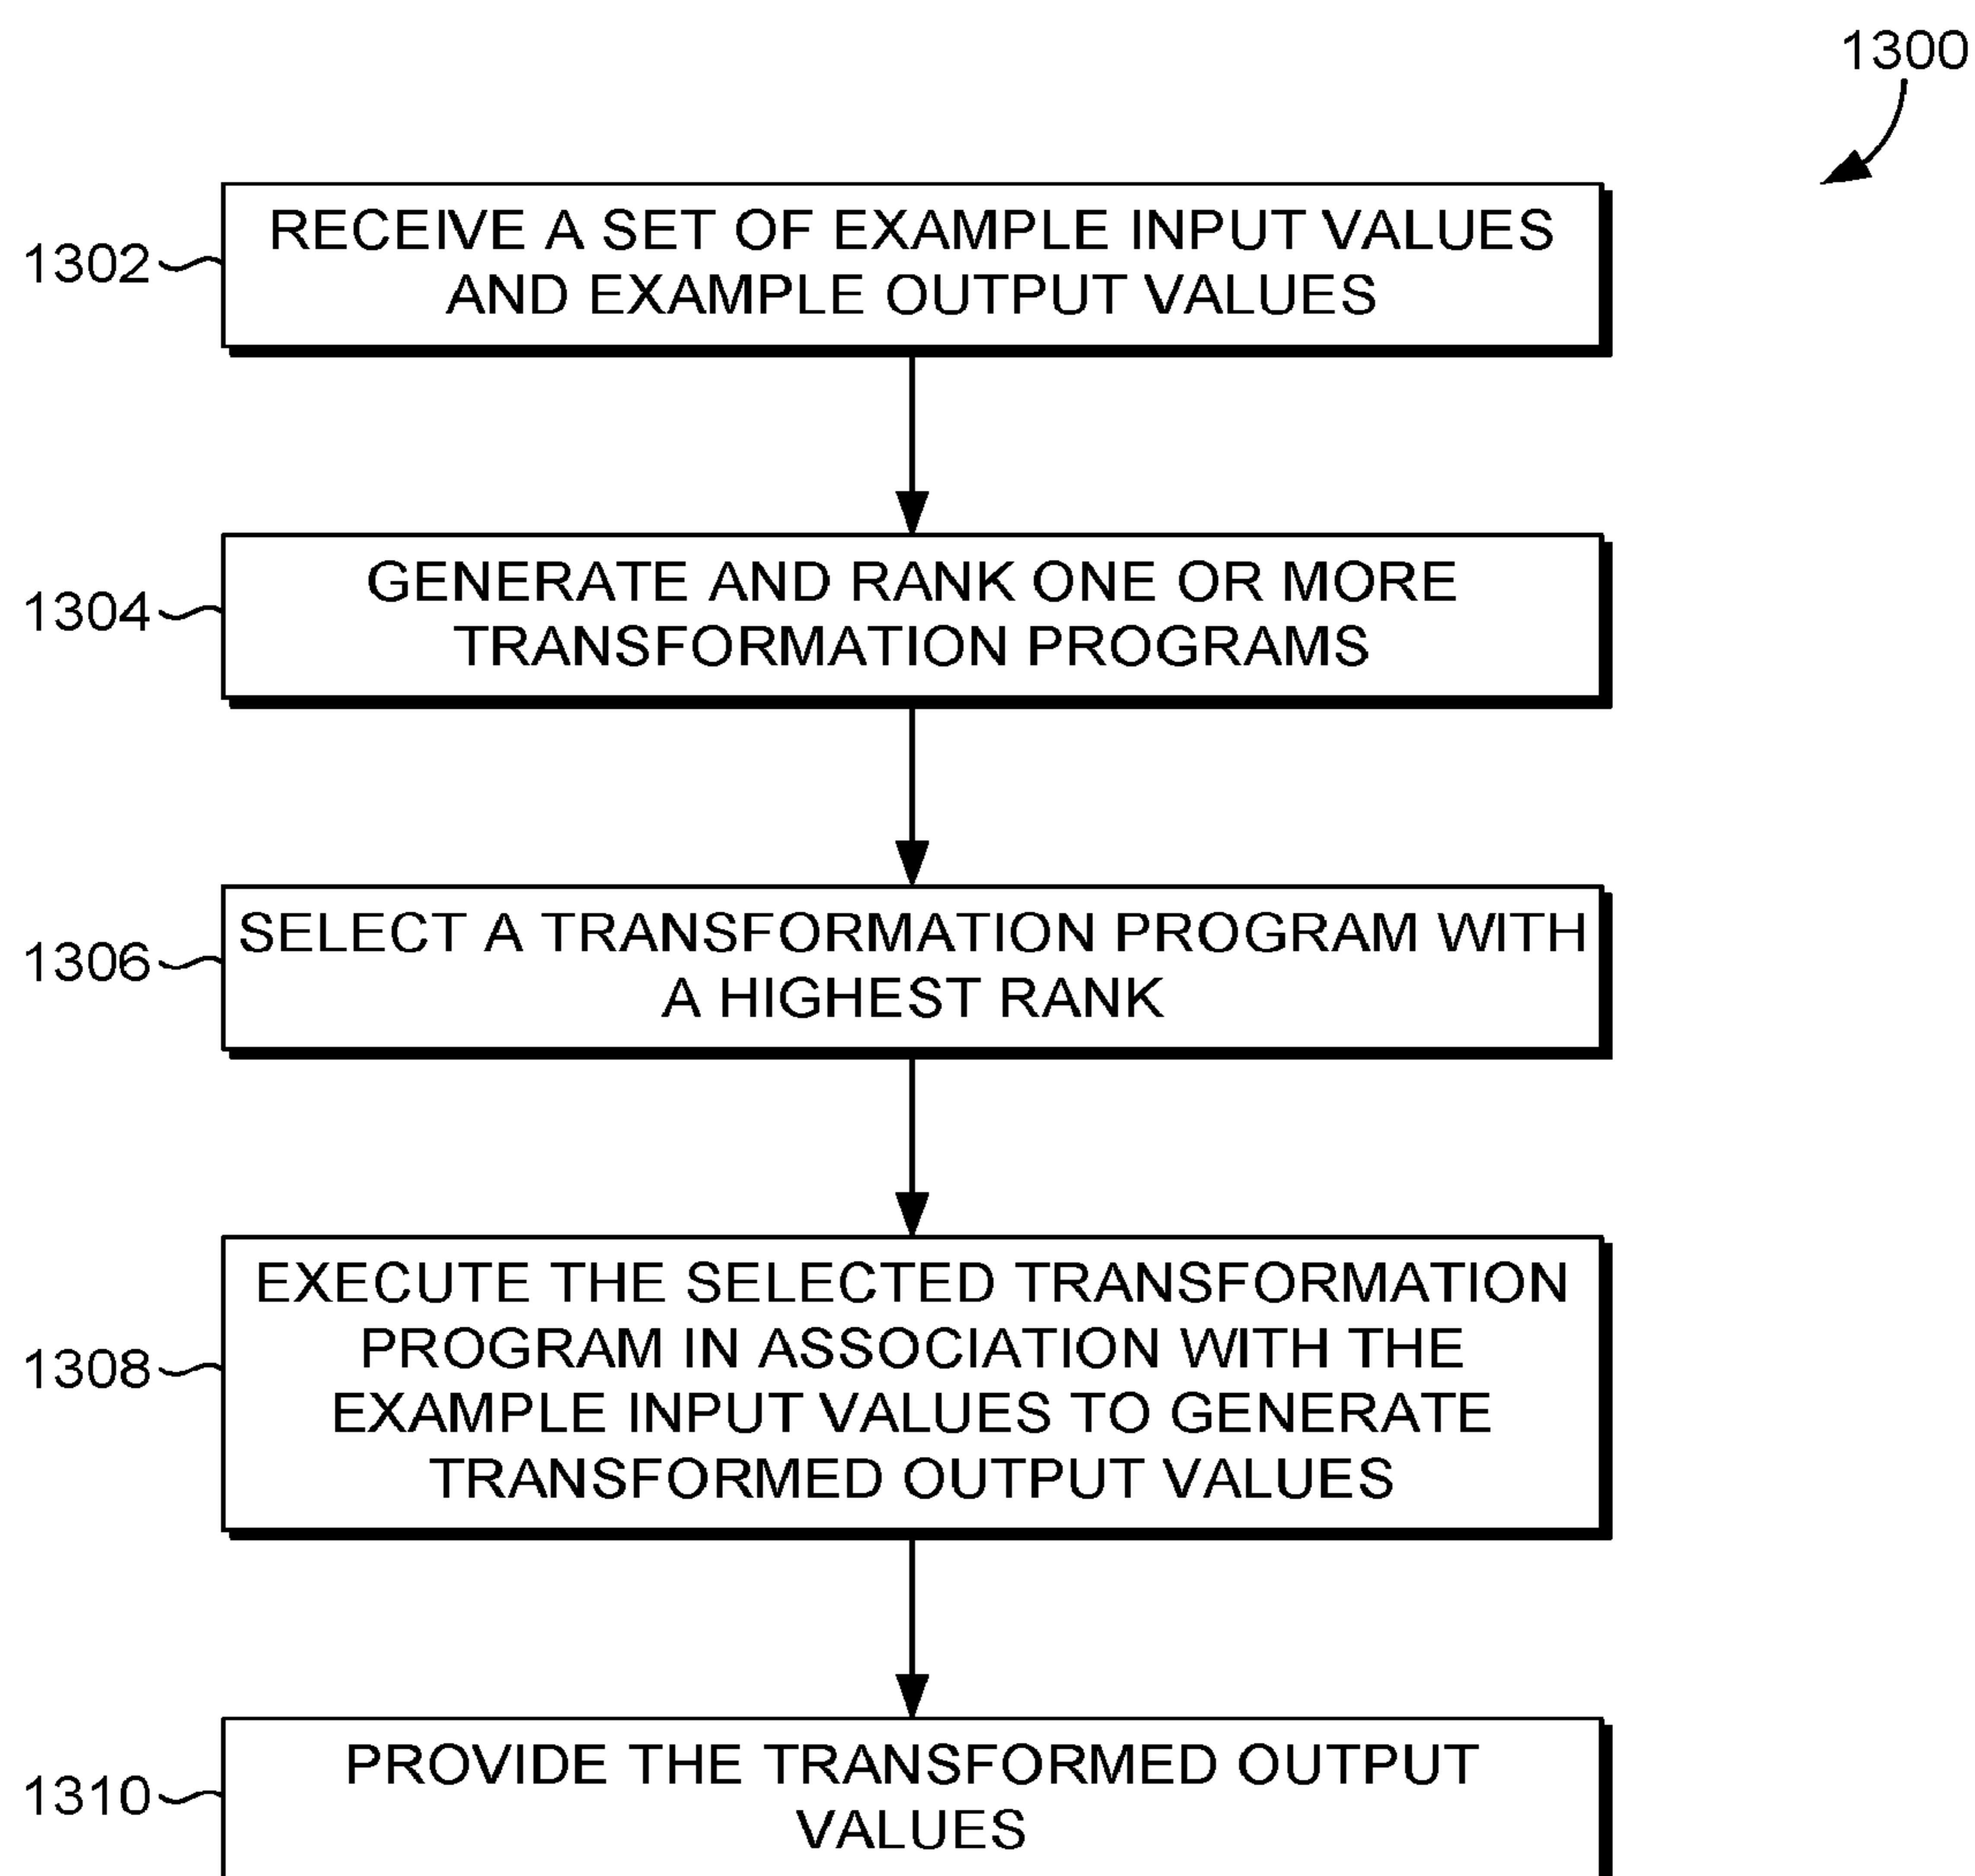 1300
1302
RECEIVE A SET OF EXAMPLE INPUT VALUES
AND EXAMPLE OUTPUT VALUES
1304
GENERATE AND RANK ONE OR MORE
TRANSFORMATION PROGRAMS
1306
SELECT A TRANSFORMATION PROGRAM WITH
A HIGHEST RANK
1308
EXECUTE THE SELECTED TRANSFORMATION
PROGRAM IN ASSOCIATION WITH THE
EXAMPLE INPUT VALUES TO GENERATE
TRANSFORMED OUTPUT VALUES
1310
PROVIDE THE TRANSFORMED OUTPUT
VALUES